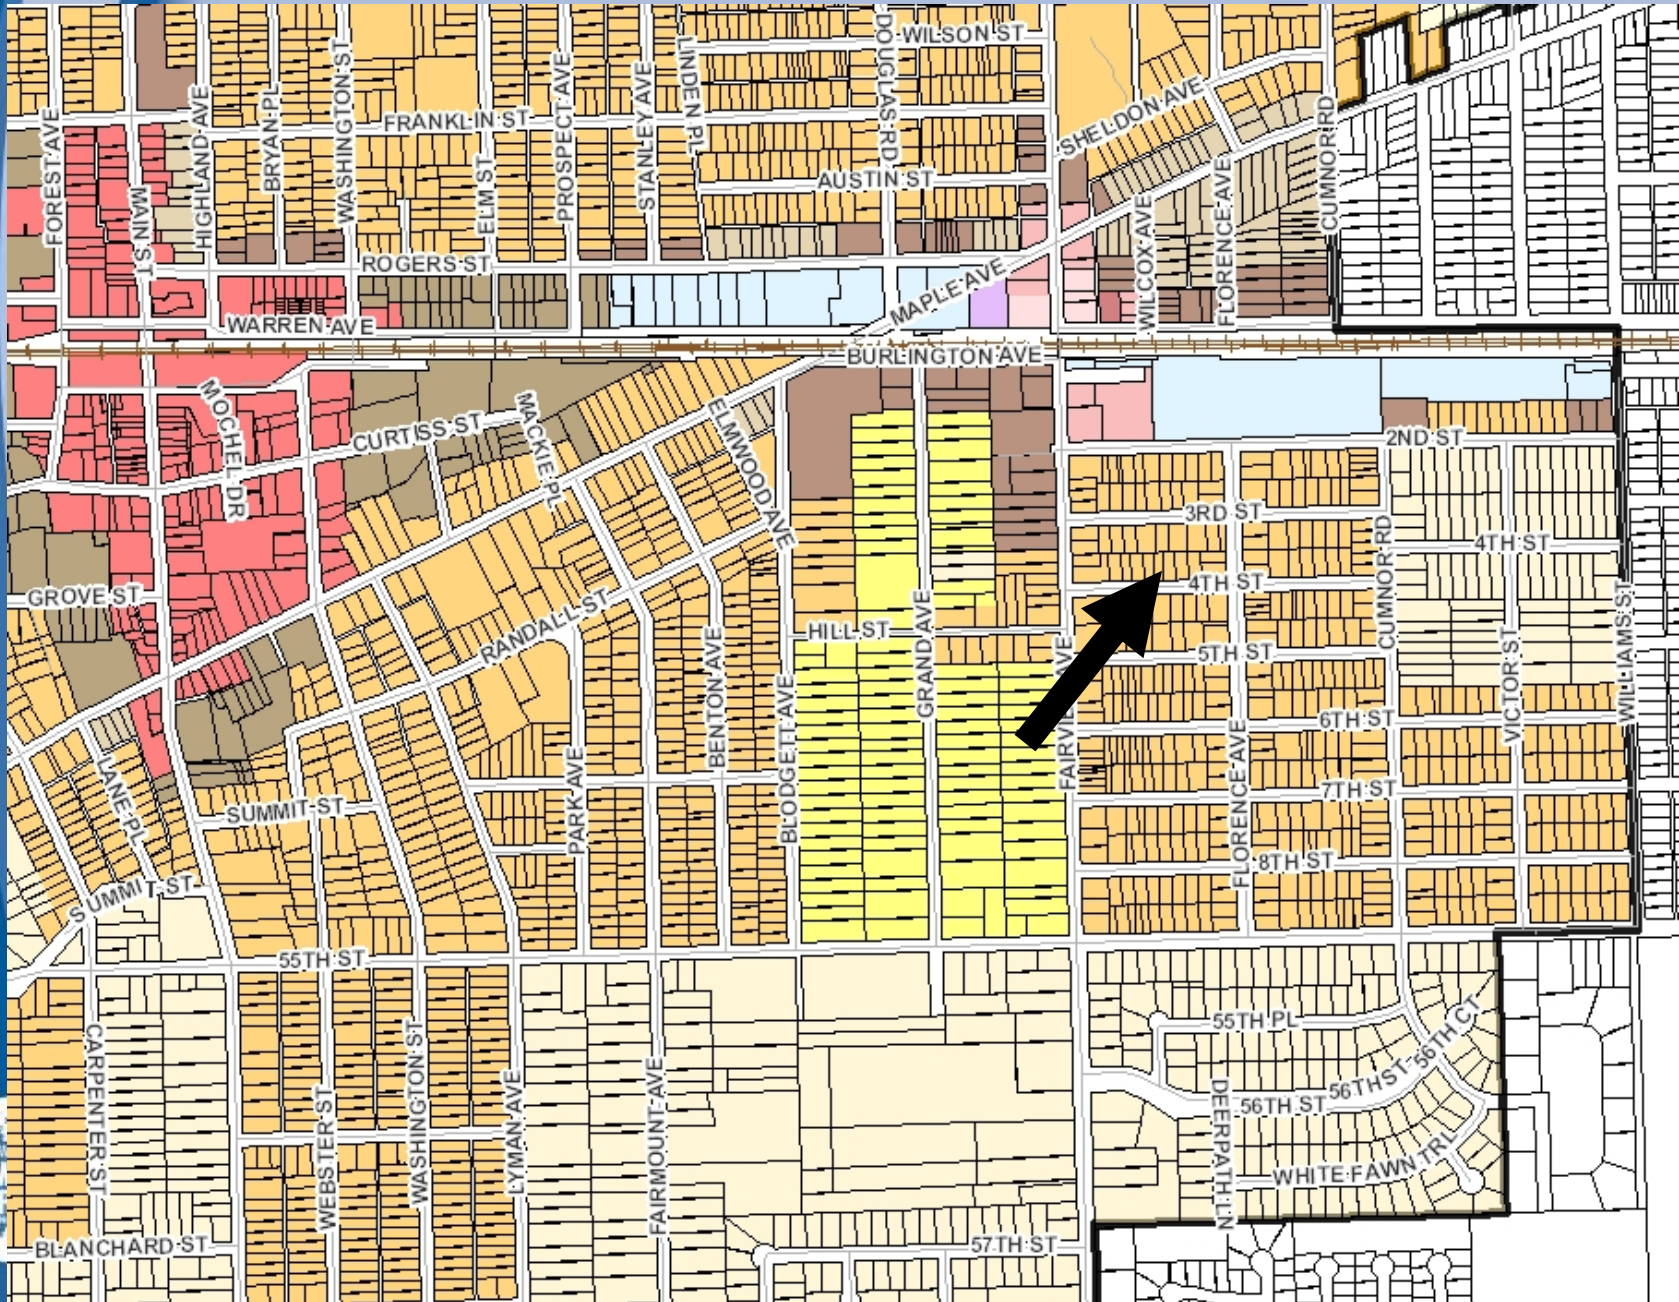 WILSON ST
DOUGLAS RD
LINDEN PL
STANLEY AVE
PROSPECT AVE
WASHINGTON ST
BRYAN PL
HIGHLAND AVE
FOREST AVE
FRANKLIN ST
SHELDON AVE
CUMNOR RD
ELM ST
AUSTIN ST
MAIN ST
FLORENCE AVE
WILCOX AVE
ROGERS ST
MAPLE AVE
WARREN AVE
BURLINGTON AVE
MOCHEL DR
CURTISS ST
MACKIE PL
ELMWOOD AVE
2ND ST
3RD ST
4TH ST
CUMNOR RD
4TH ST
GROVE ST
RANDALL ST
HILL ST
GRAND AVE
5TH ST
BENTON AVE
BLODGETT AVE
VICTOR ST
WILLIAMS ST
6TH ST
FLORENCE AVE
7TH ST
LANE PL
SUMMIT ST
PARK AVE
8TH ST
SUMMIT ST
55TH ST
CARPENTER ST
WEBSTER ST
WASHINGTON ST
LYMAN AVE
FAIRMOUNT AVE
55TH PL
56TH CT
56TH ST
56TH ST
DEERPATH LN
WHITE FAWN TRL
BLANCHARD ST
57TH ST